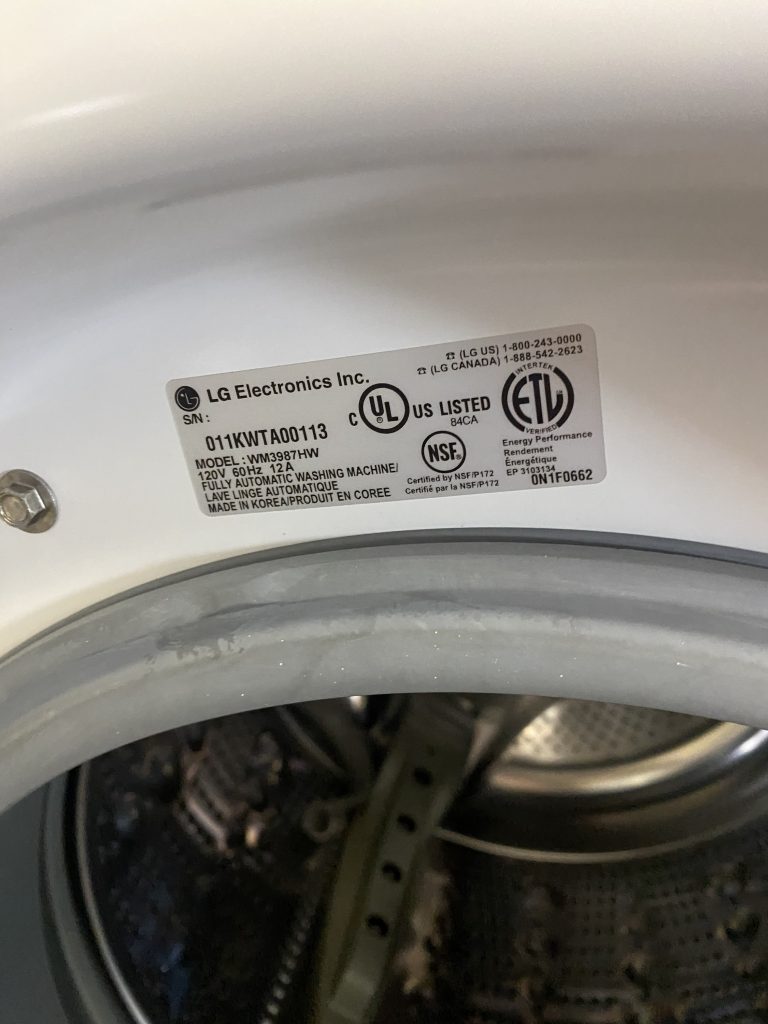 ☎ (LG US) 1-800-243-0000
☎ (LG CANADA) 1-888-542-2623
LG Electronics Inc.
S/N :
011KWTA00113
MODEL : WM3987HW
120V 60Hz 12A
FULLY AUTOMATIC WASHING MACHINE/
LAVE LINGE AUTOMATIQUE
MADE IN KOREA/PRODUIT EN COREE
C UL US LISTED
84CA
NSF.
Certified by NSF/P172
Certifié par la NSF/P172
INTERTEK
ETL
VERIFIED
Energy Performance
Rendement
Énergétique
EP 3103134
0N1F0662